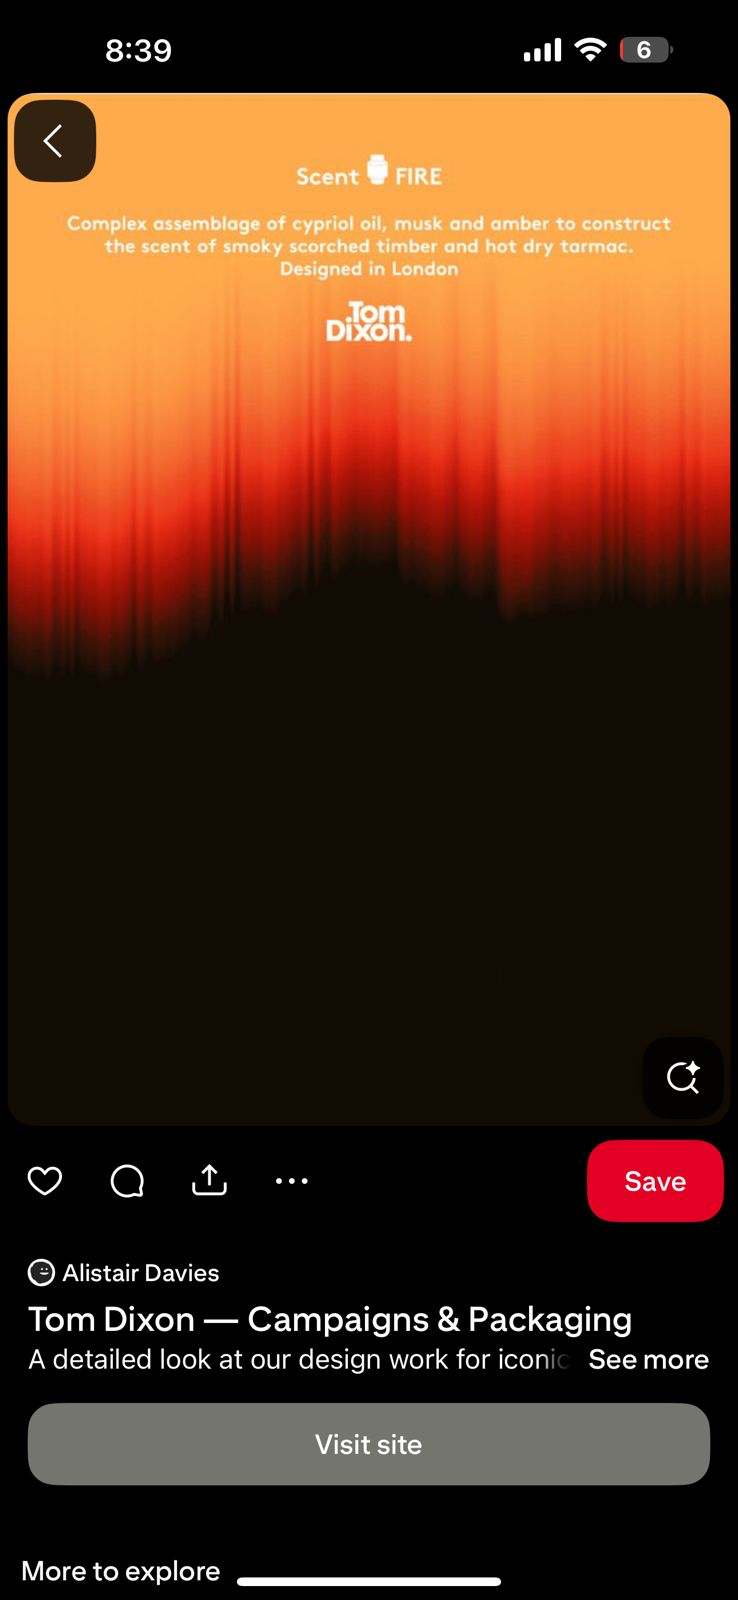 8:39
6
Scent FIRE
Complex assemblage of cypriol oil, musk and amber to construct
the scent of smoky scorched timber and hot dry tarmac.
Designed in London
Tom
Dixon.
Save
Alistair Davies
Tom Dixon — Campaigns & Packaging
A detailed look at our design work for iconic See more
Visit site
More to explore